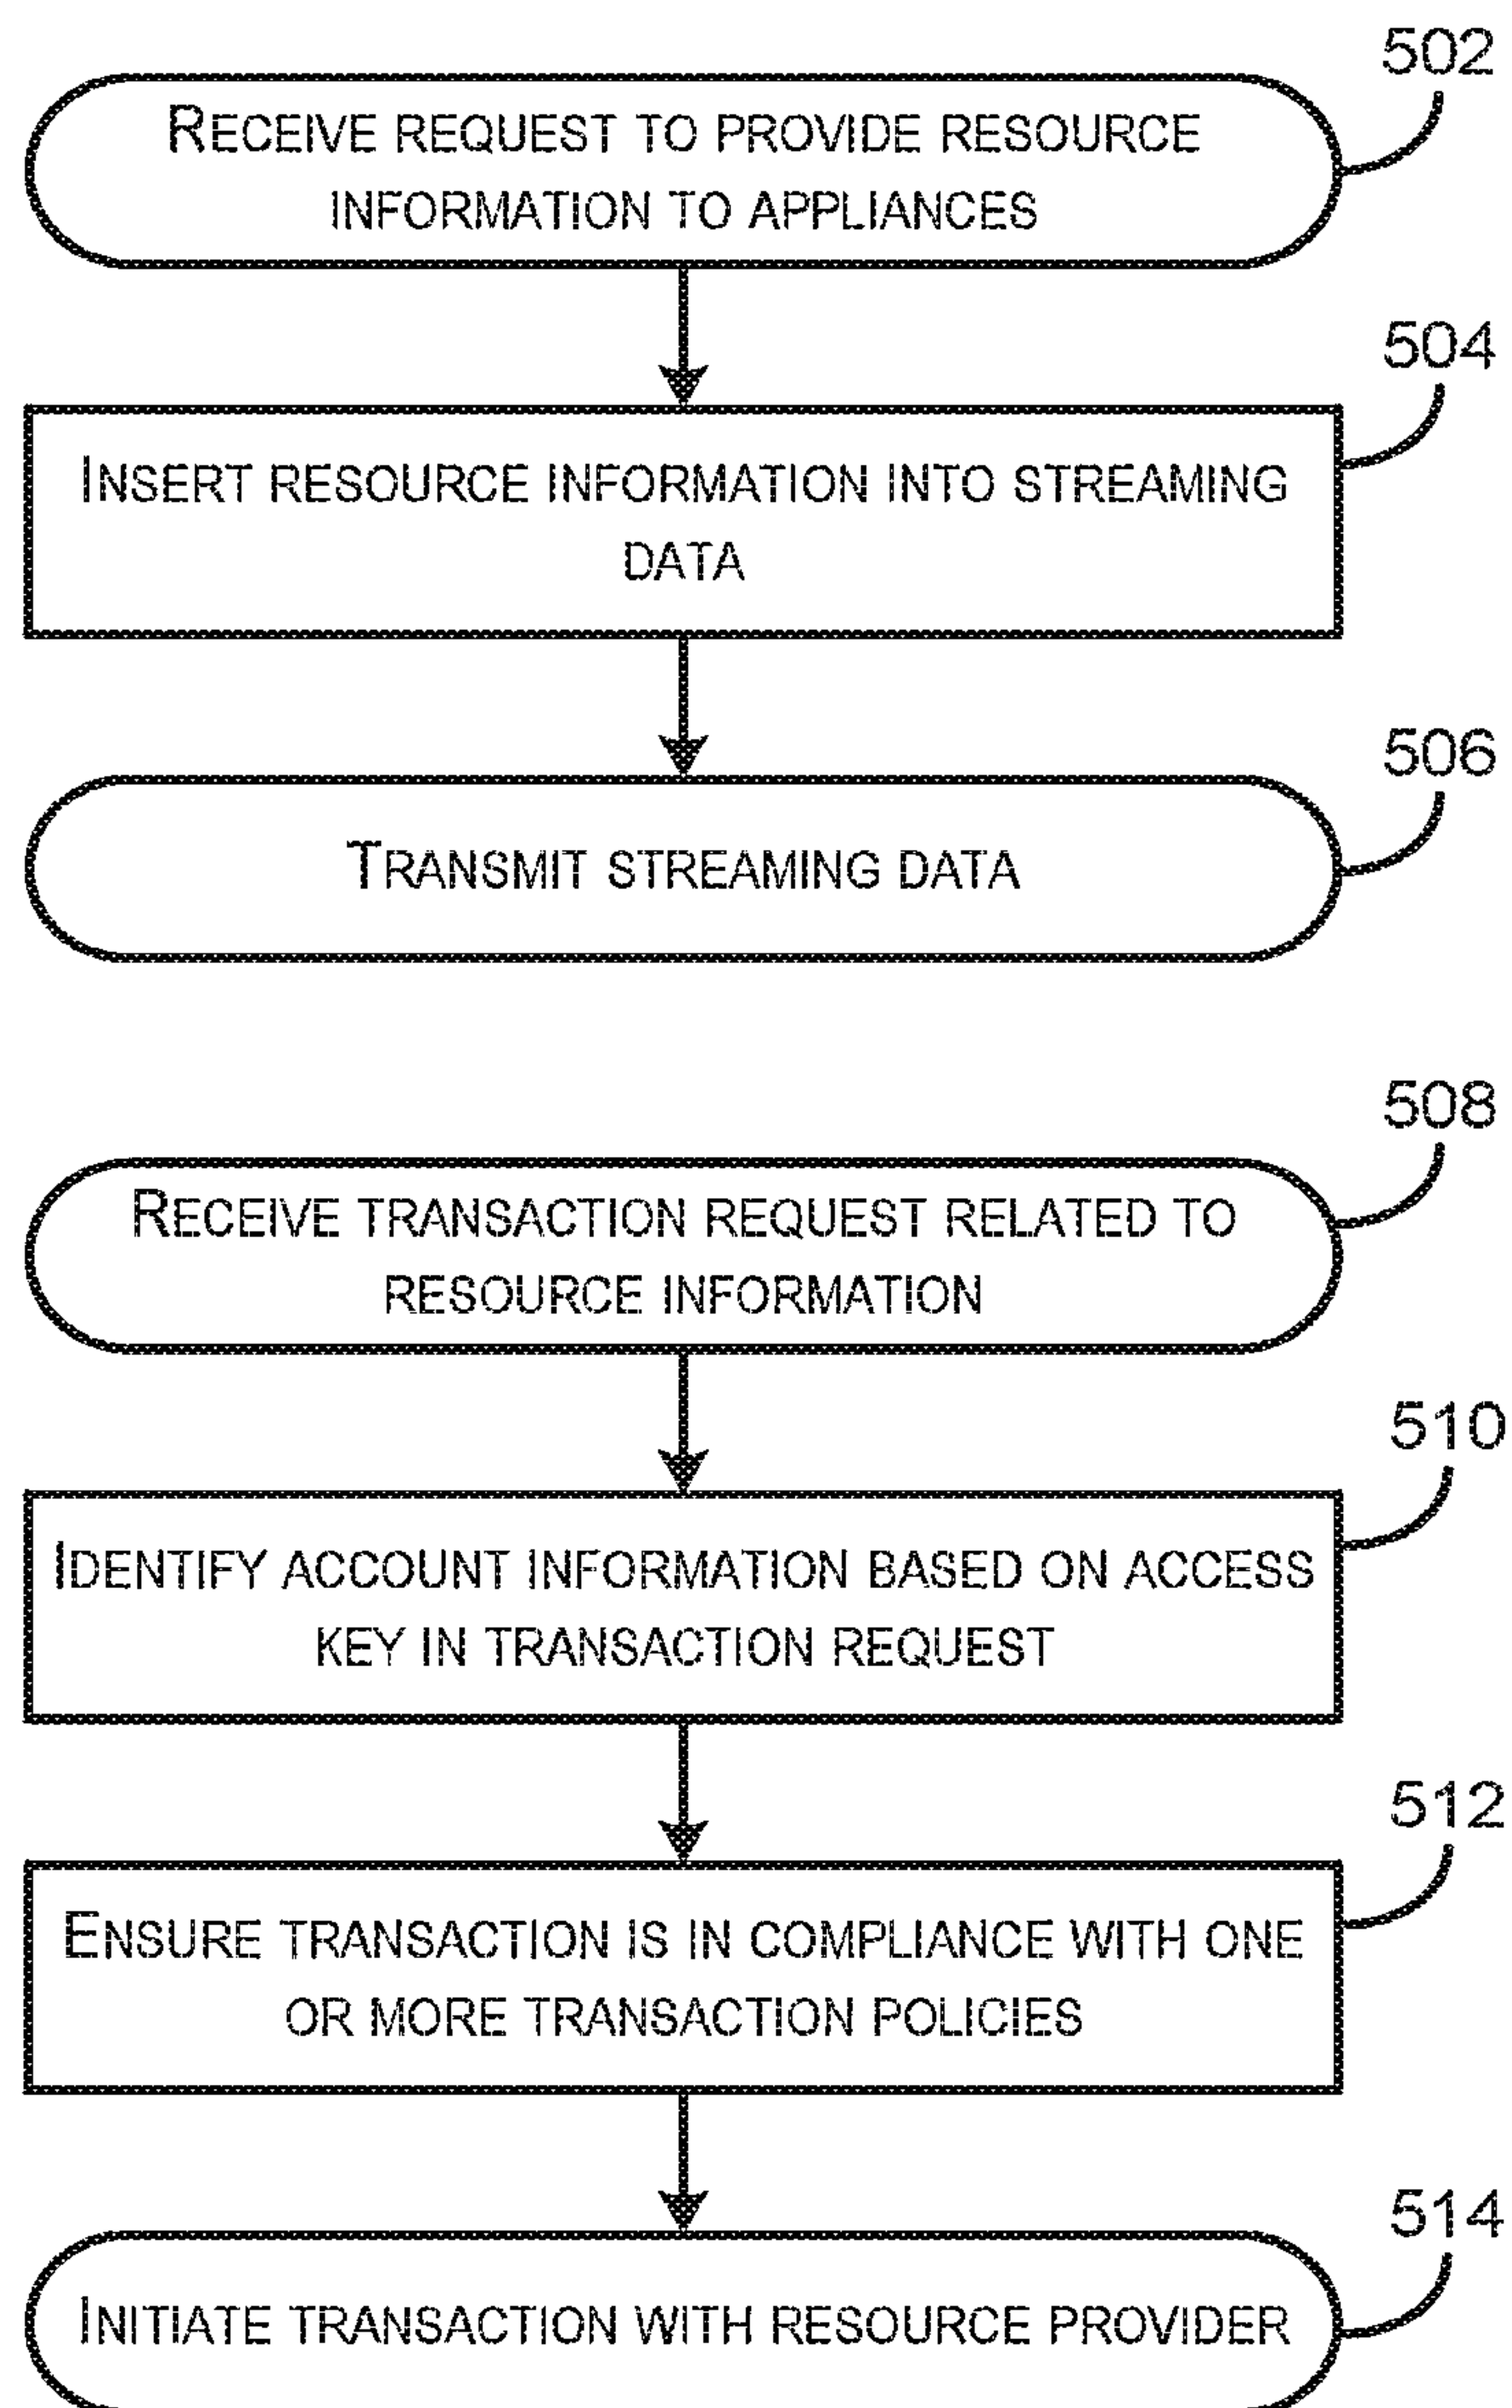 502
RECEIVE REQUEST TO PROVIDE RESOURCE
INFORMATION TO APPLIANCES
504
INSERT RESOURCE INFORMATION INTO STREAMING
DATA
506
TRANSMIT STREAMING DATA
508
RECEIVE TRANSACTION REQUEST RELATED TO
RESOURCE INFORMATION
510
IDENTIFY ACCOUNT INFORMATION BASED ON ACCESS
KEY IN TRANSACTION REQUEST
512
ENSURE TRANSACTION IS IN COMPLIANCE WITH ONE
OR MORE TRANSACTION POLICIES
514
INITIATE TRANSACTION WITH RESOURCE PROVIDER